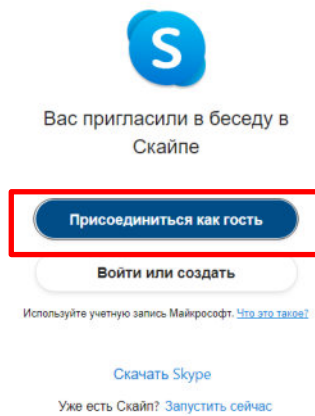 S
Вас пригласили в беседу в
Скайпе
Присоединиться как гость
Войти или создать
Используйте учетную запись Майкрософт. Что это такое?
Скачать Skype
Уже есть Скайп? Запустить сейчас